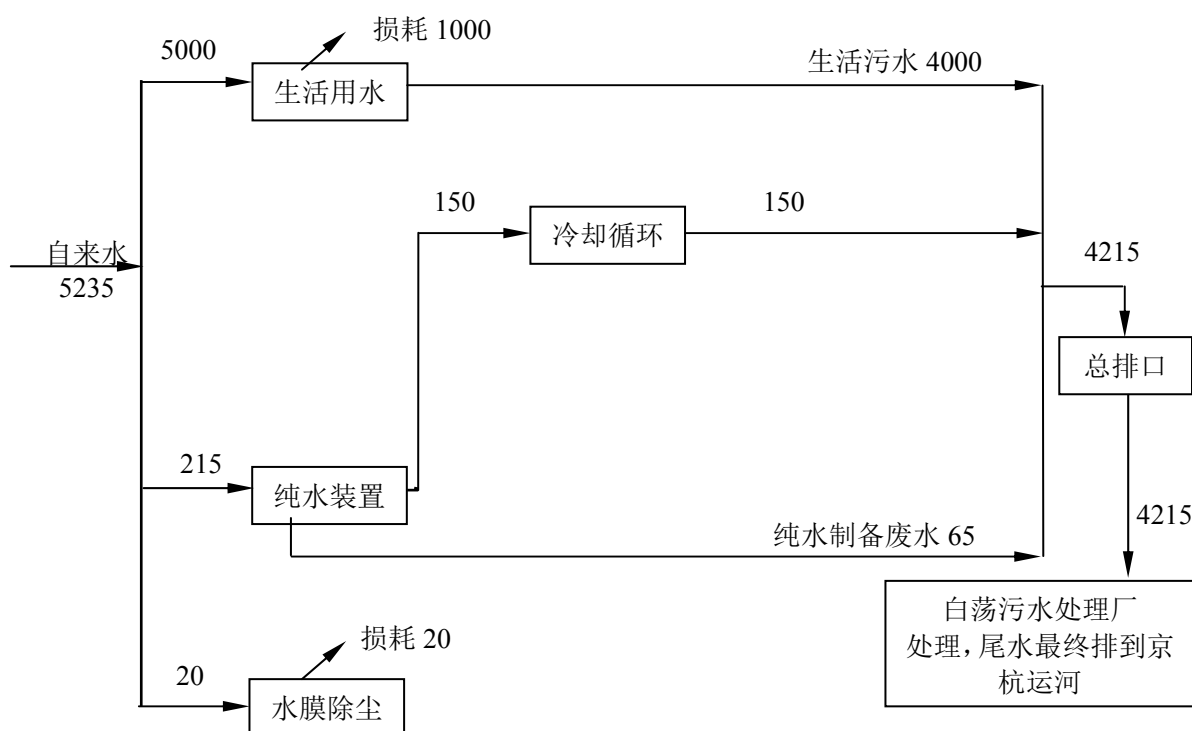 损耗 1000
5000
生活用水
生活污水 4000
150
冷却循环
150
自来水
5235
4215
总排口
215
纯水装置
4215
纯水制备废水 65
白荡污水处理厂
处理，尾水最终排到京
杭运河
损耗 20
20
水膜除尘